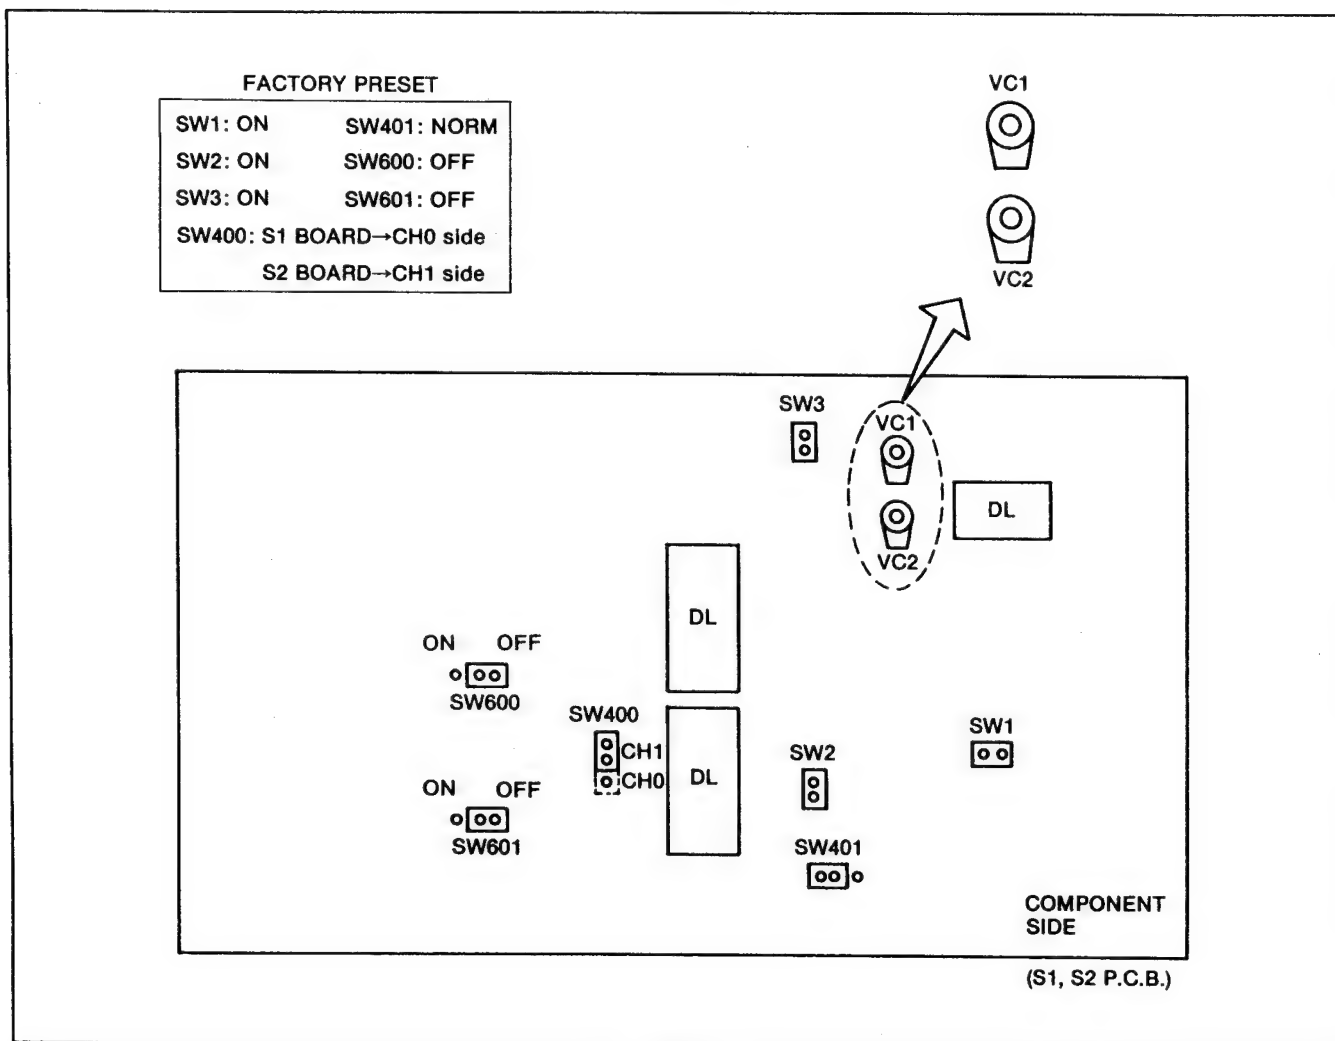 FACTORY PRESET
SW1: ON SW401: NORM
SW2: ON SW600: OFF
SW3: ON SW601: OFF
SW400: S1 BOARD→CH0 side
S2 BOARD→CH1 side
VC1
VC2
SW3
VC1
DL
VC2
DL
ON OFF
SW600
SW400
CH1
CH0
DL
SW2
SW1
ON OFF
SW601
SW401
COMPONENT
SIDE
(S1, S2 P.C.B.)